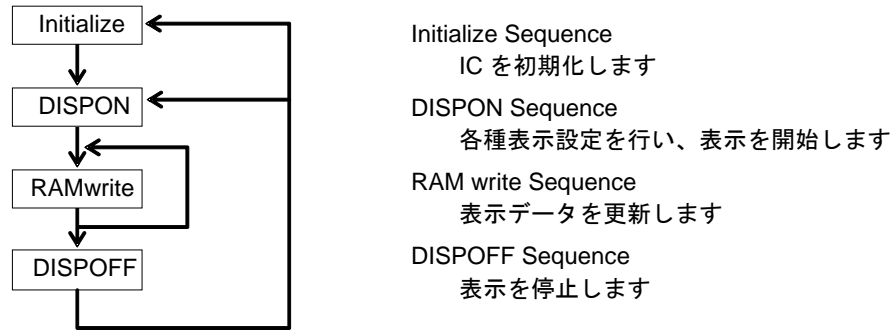 Initialize
DISPON
RAMwrite
DISPOFF
Initialize Sequence
IC を初期化します
DISPON Sequence
各種表示設定を行い、表示を開始します
RAM write Sequence
表示データを更新します
DISPOFF Sequence
表示を停止します